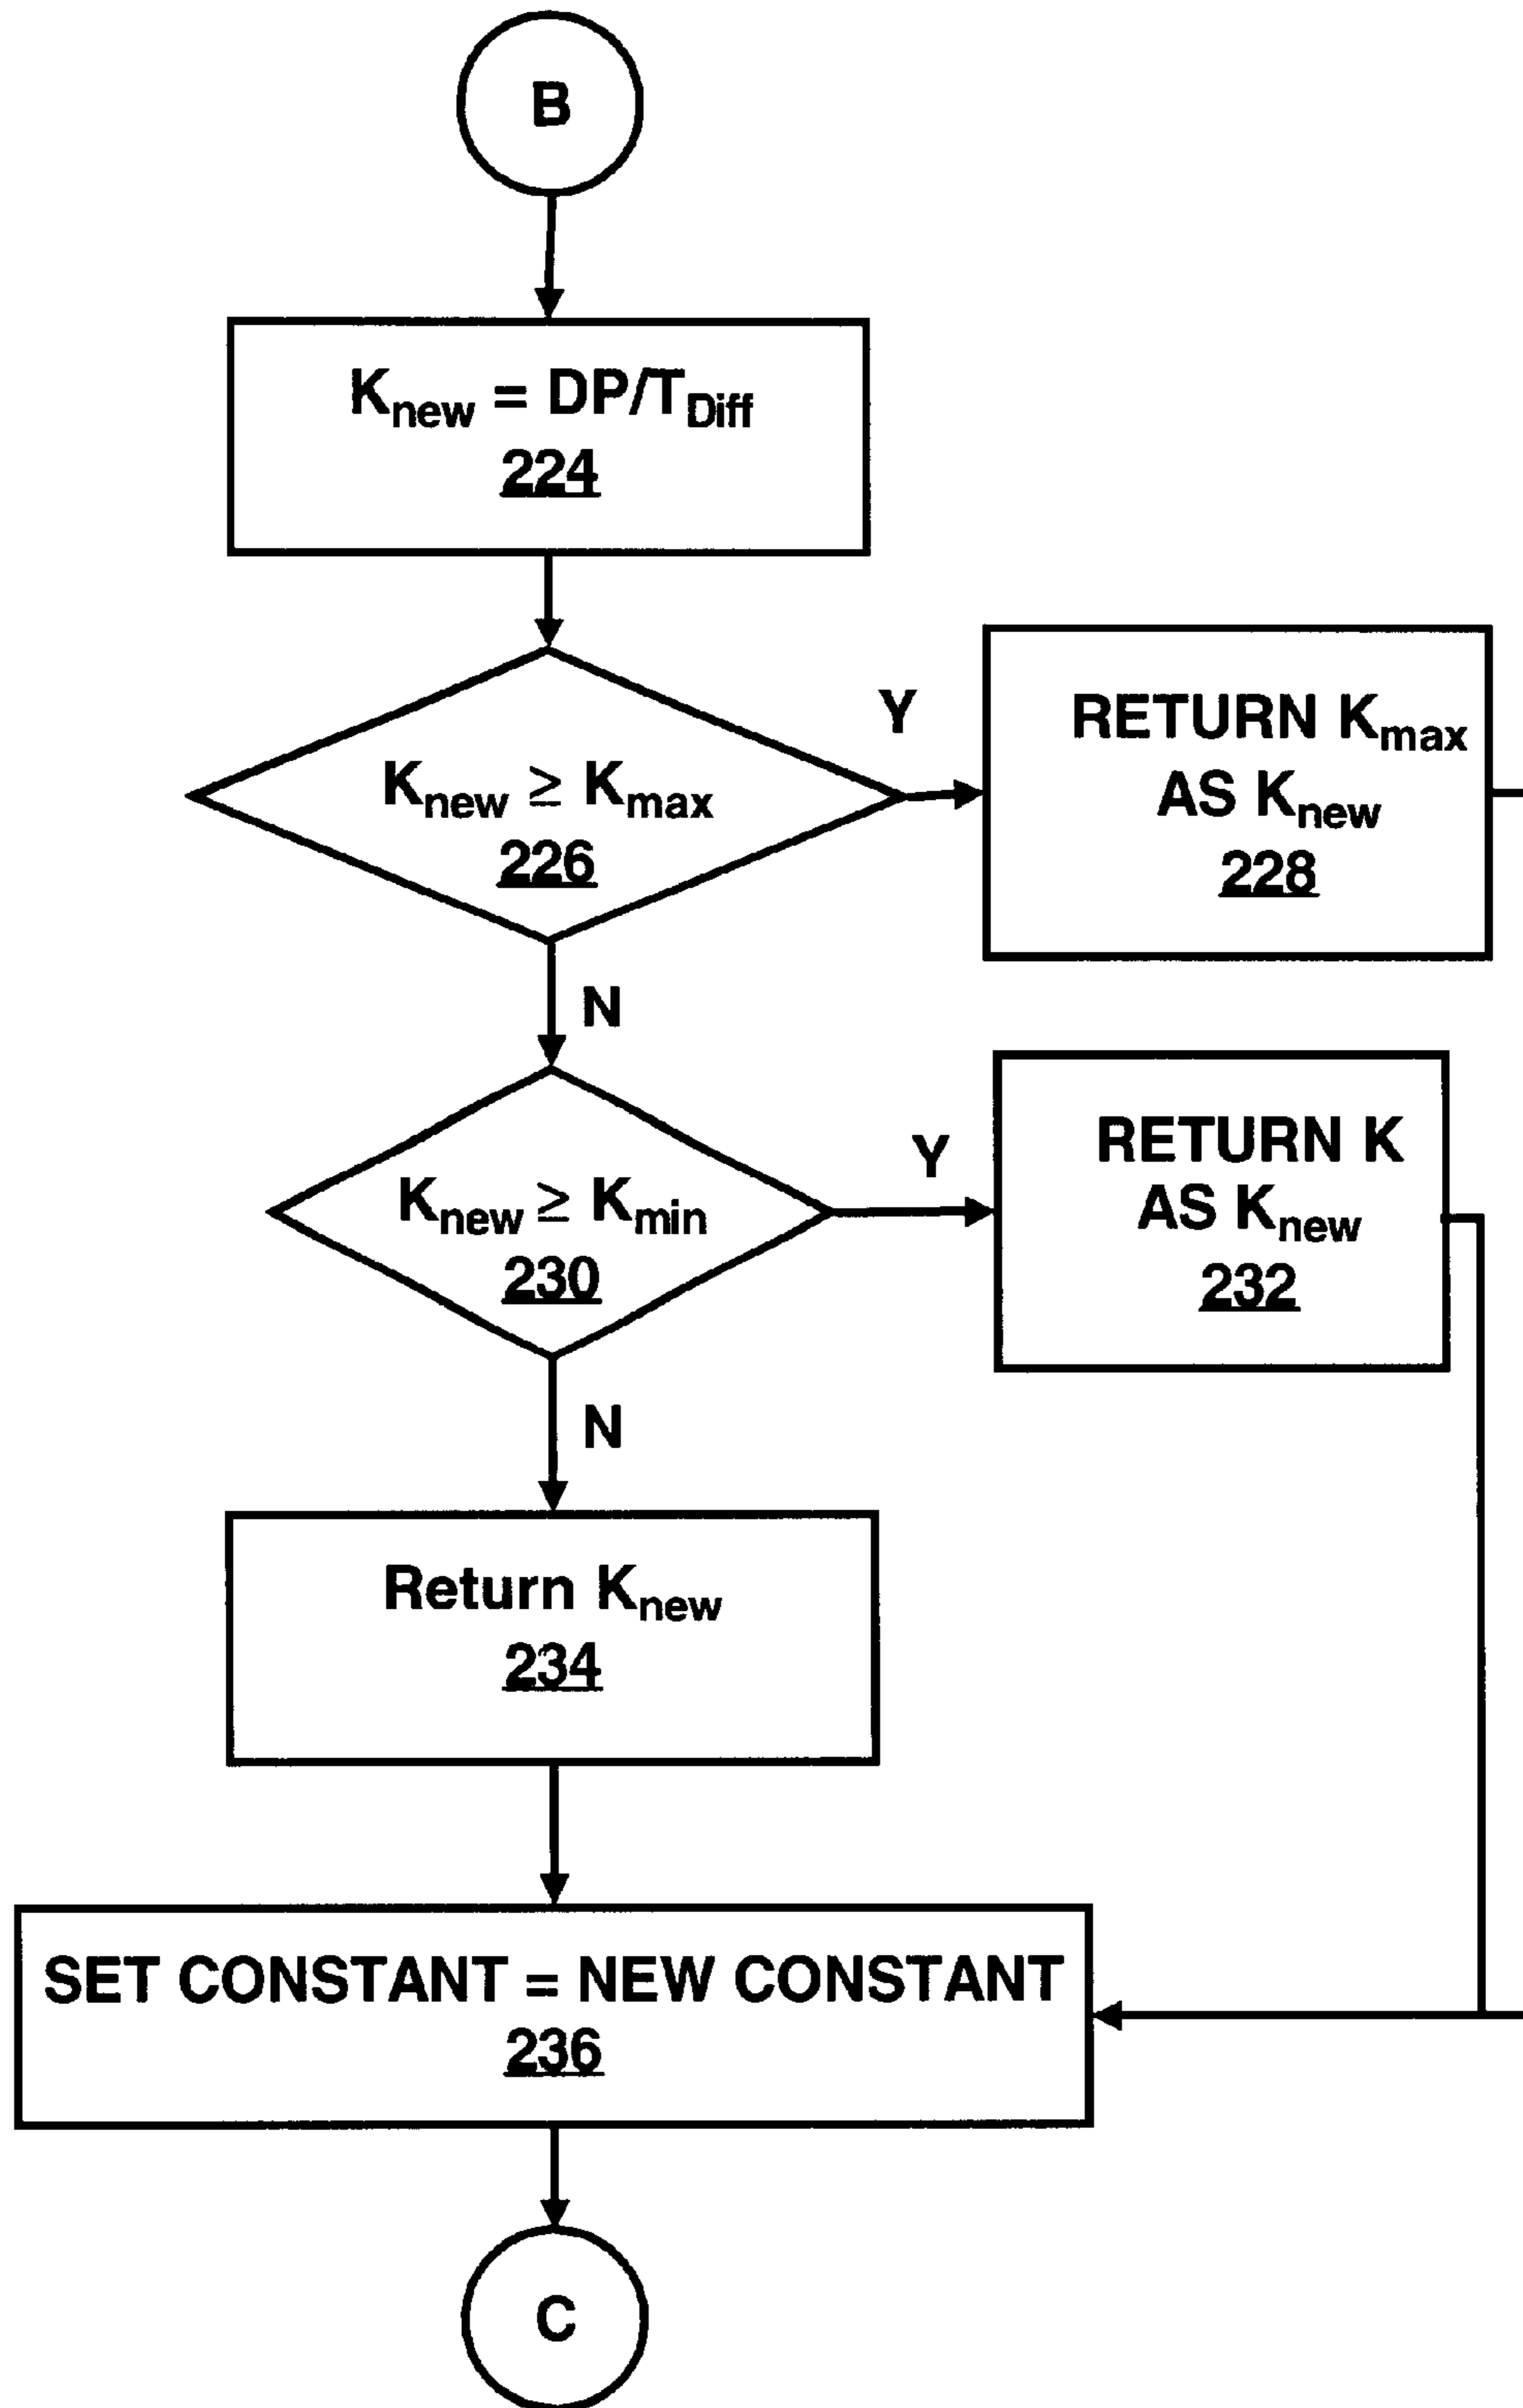 B
Knew = DP/TDiff
224
Y
Knew ≥ Kmax
226
RETURN Kmax
AS Knew
228
N
Y
Knew ≥ Kmin
230
RETURN K
AS Knew
232
N
Return Knew
234
SET CONSTANT = NEW CONSTANT
236
C